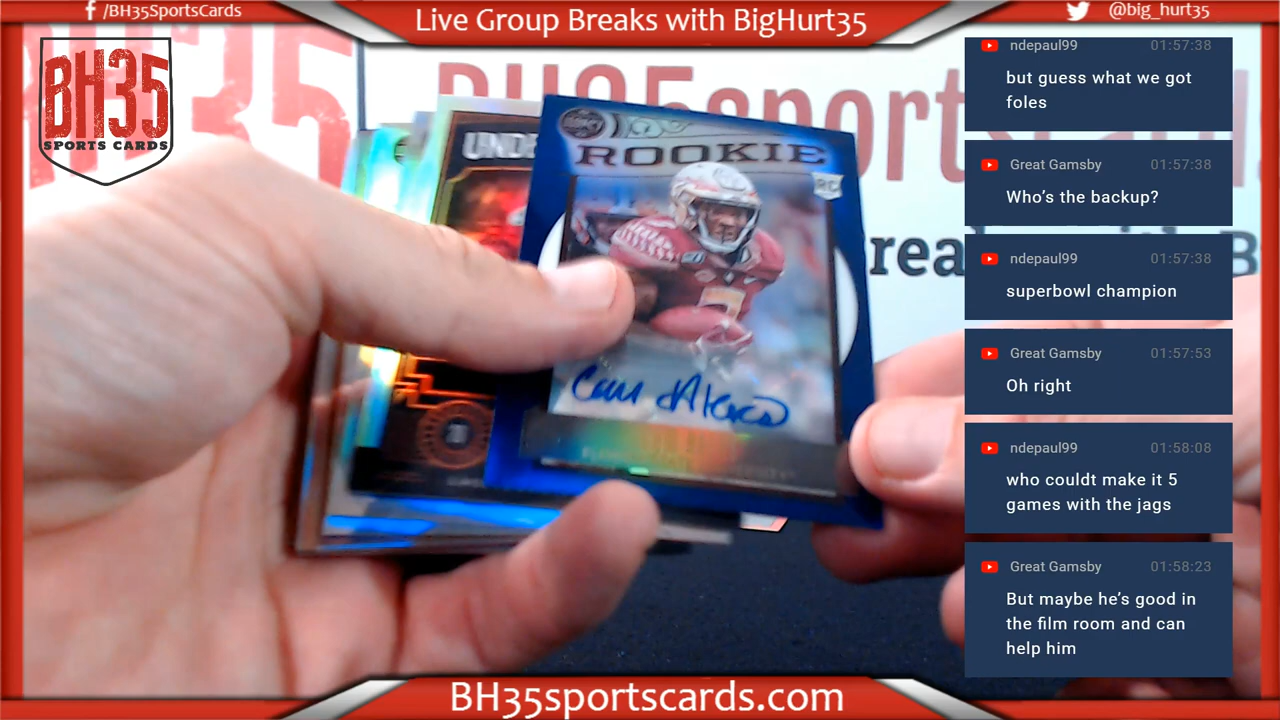 /BH35SportsCards
Live Group Breaks with BigHurt35
@big_hurt35
BH35
SPORTS CARDS
ROOKIE
RC
UNDE
ndepaul99 01:57:38
but guess what we got
foles
Great Gamsby 01:57:38
Who's the backup?
ndepaul99 01:57:38
superbowl champion
Great Gamsby 01:57:53
Oh right
ndepaul99 01:58:08
who couldt make it 5
games with the jags
Great Gamsby 01:58:23
But maybe he's good in
the film room and can
help him
BH35sportscards.com